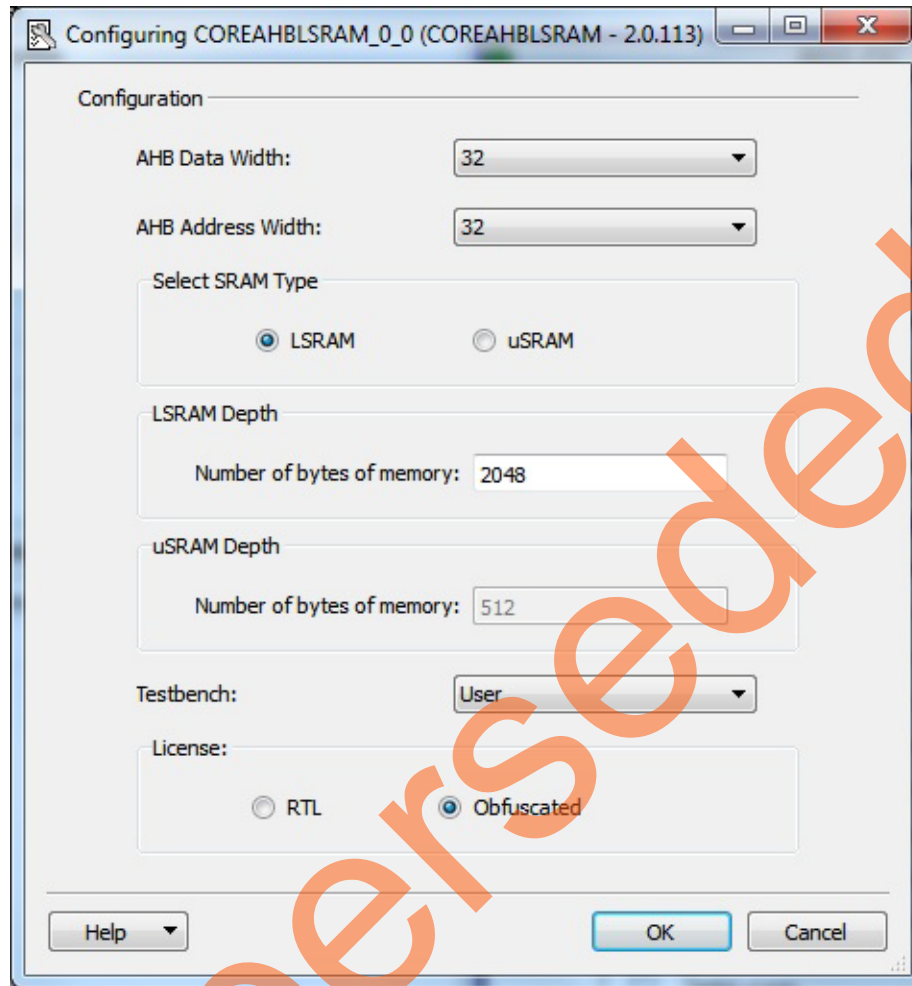 Configuring COREAHBLSRAM_0_0 (COREAHBLSRAM - 2.0.113)
Configuration
AHB Data Width: 32
AHB Address Width: 32
Select SRAM Type
LSRAM uSRAM
LSRAM Depth
Number of bytes of memory: 2048
uSRAM Depth
Number of bytes of memory: 512
Testbench: User
License:
RTL Obfuscated
Help OK Cancel
erseded